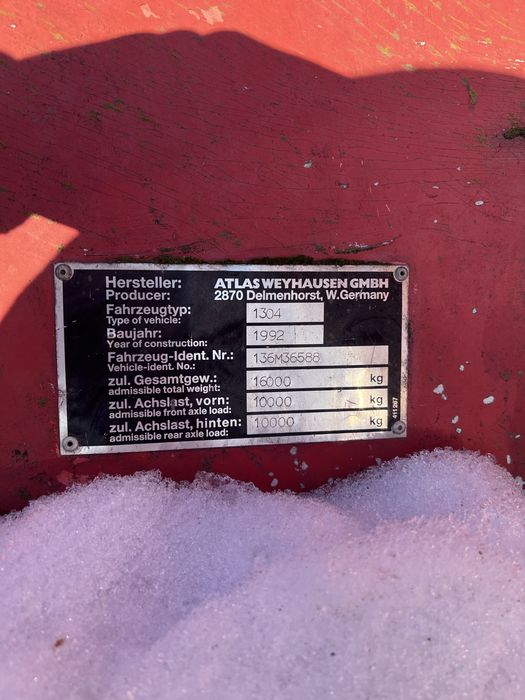 Hersteller: ATLAS WEYHAUSEN GMBH
Producer: 2870 Delmenhorst, W.Germany
Fahrzeugtyp: 1304
Type of vehicle:
Baujahr: 1992
Year of construction:
Fahrzeug-Ident. Nr.: 136M36588
Vehicle-ident. No.:
zul. Gesamtgew.: 16000 kg
admissible total weight:
zul. Achslast, vorn: 10000 kg
admissible front axle load:
zul. Achslast, hinten: 10000 kg
admissible rear axle load:
411 287